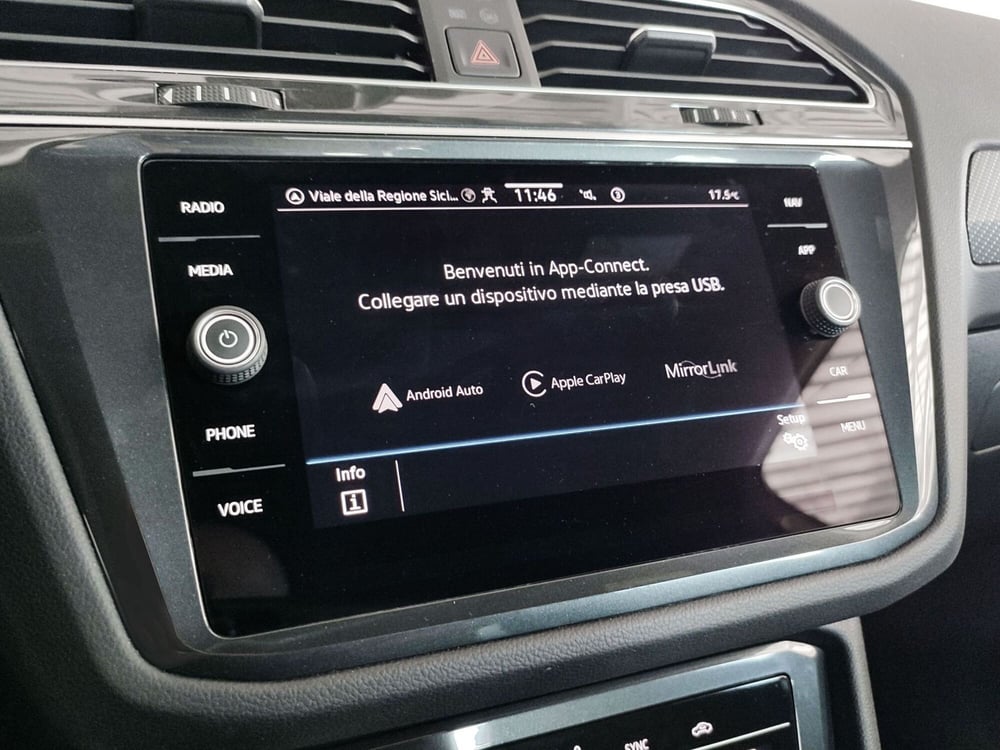 Viale della Regione Sici... 11:46 3 17.5°C
RADIO
NAV
MEDIA
APP
Benvenuti in App-Connect.
Collegare un dispositivo mediante la presa USB.
Android Auto Apple CarPlay MirrorLink
CAR
PHONE
Setup
MENU
Info
VOICE
SYNC